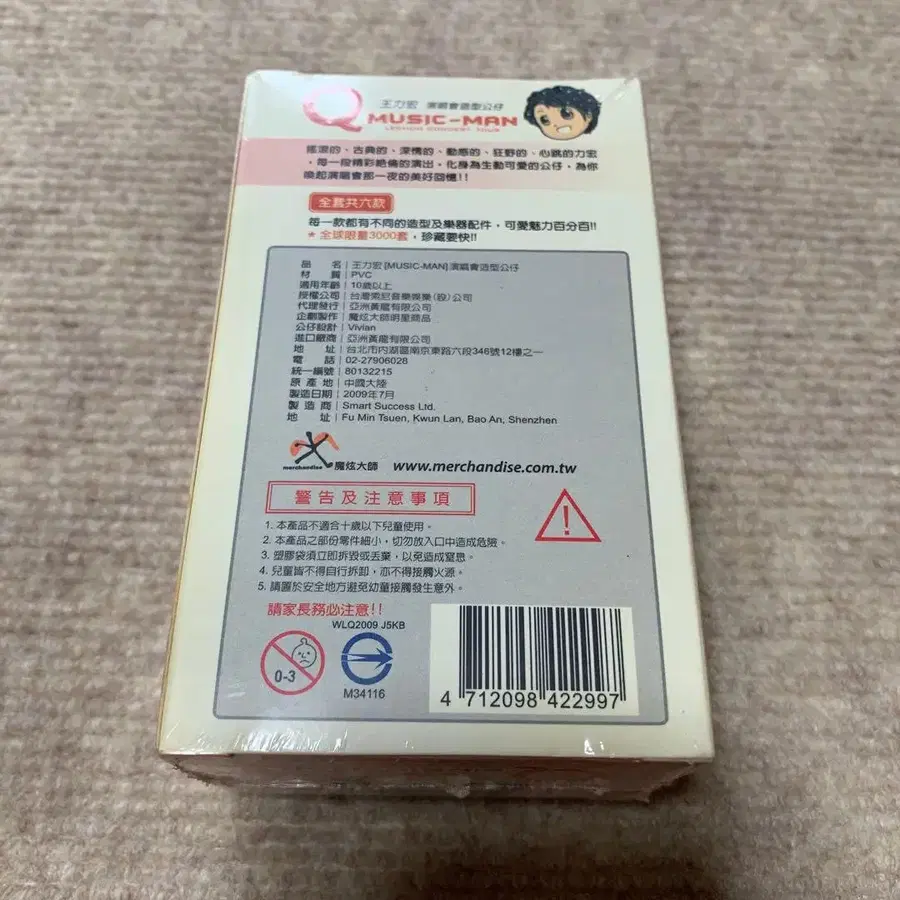 Q
王力宏 演唱會造型公仔
MUSIC-MAN
LEEHOM CONCERT TOUR
搖滾的、古典的、深情的、動感的、狂野的、心跳的力宏
，每一段精彩絕倫的演出，化身為生動可愛的公仔，為你
喚起演唱會那一夜的美好回憶!!
全套共六款
每一款都有不同的造型及樂器配件，可愛魅力百分百!!
★全球限量3000套，珍藏要快!!
品名 | 王力宏 [MUSIC-MAN]演唱會造型公仔
材質 | PVC
適用年齡 | 10歲以上
授權公司 | 台灣索尼音樂娛樂(股)公司
代理發行 | 亞洲黃龍有限公司
企劃製作 | 魔炫大師明星商品
公仔設計 | Vivian
進口廠商 | 亞洲黃龍有限公司
地址 | 台北市內湖區南京東路六段346號12樓之一
電話 | 02-27906028
統一編號 | 80132215
原產地 | 中國大陸
製造日期 | 2009年7月
製造商 | Smart Success Ltd.
地址 | Fu Min Tsuen, Kwun Lan, Bao An, Shenzhen
merchandise 魔炫大師 www.merchandise.com.tw
警告及注意事項
1. 本產品不適合十歲以下兒童使用。
2. 本產品之部份零件細小，切勿放入口中造成危險。
3. 塑膠袋須立即拆毀或丟棄，以免造成窒息。
4. 兒童皆不得自行拆卸，亦不得接觸火源。
5. 請置於安全地方避免幼童接觸發生意外。
請家長務必注意!!
WLQ2009 J5KB
0-3
M34116
4 712098 422997